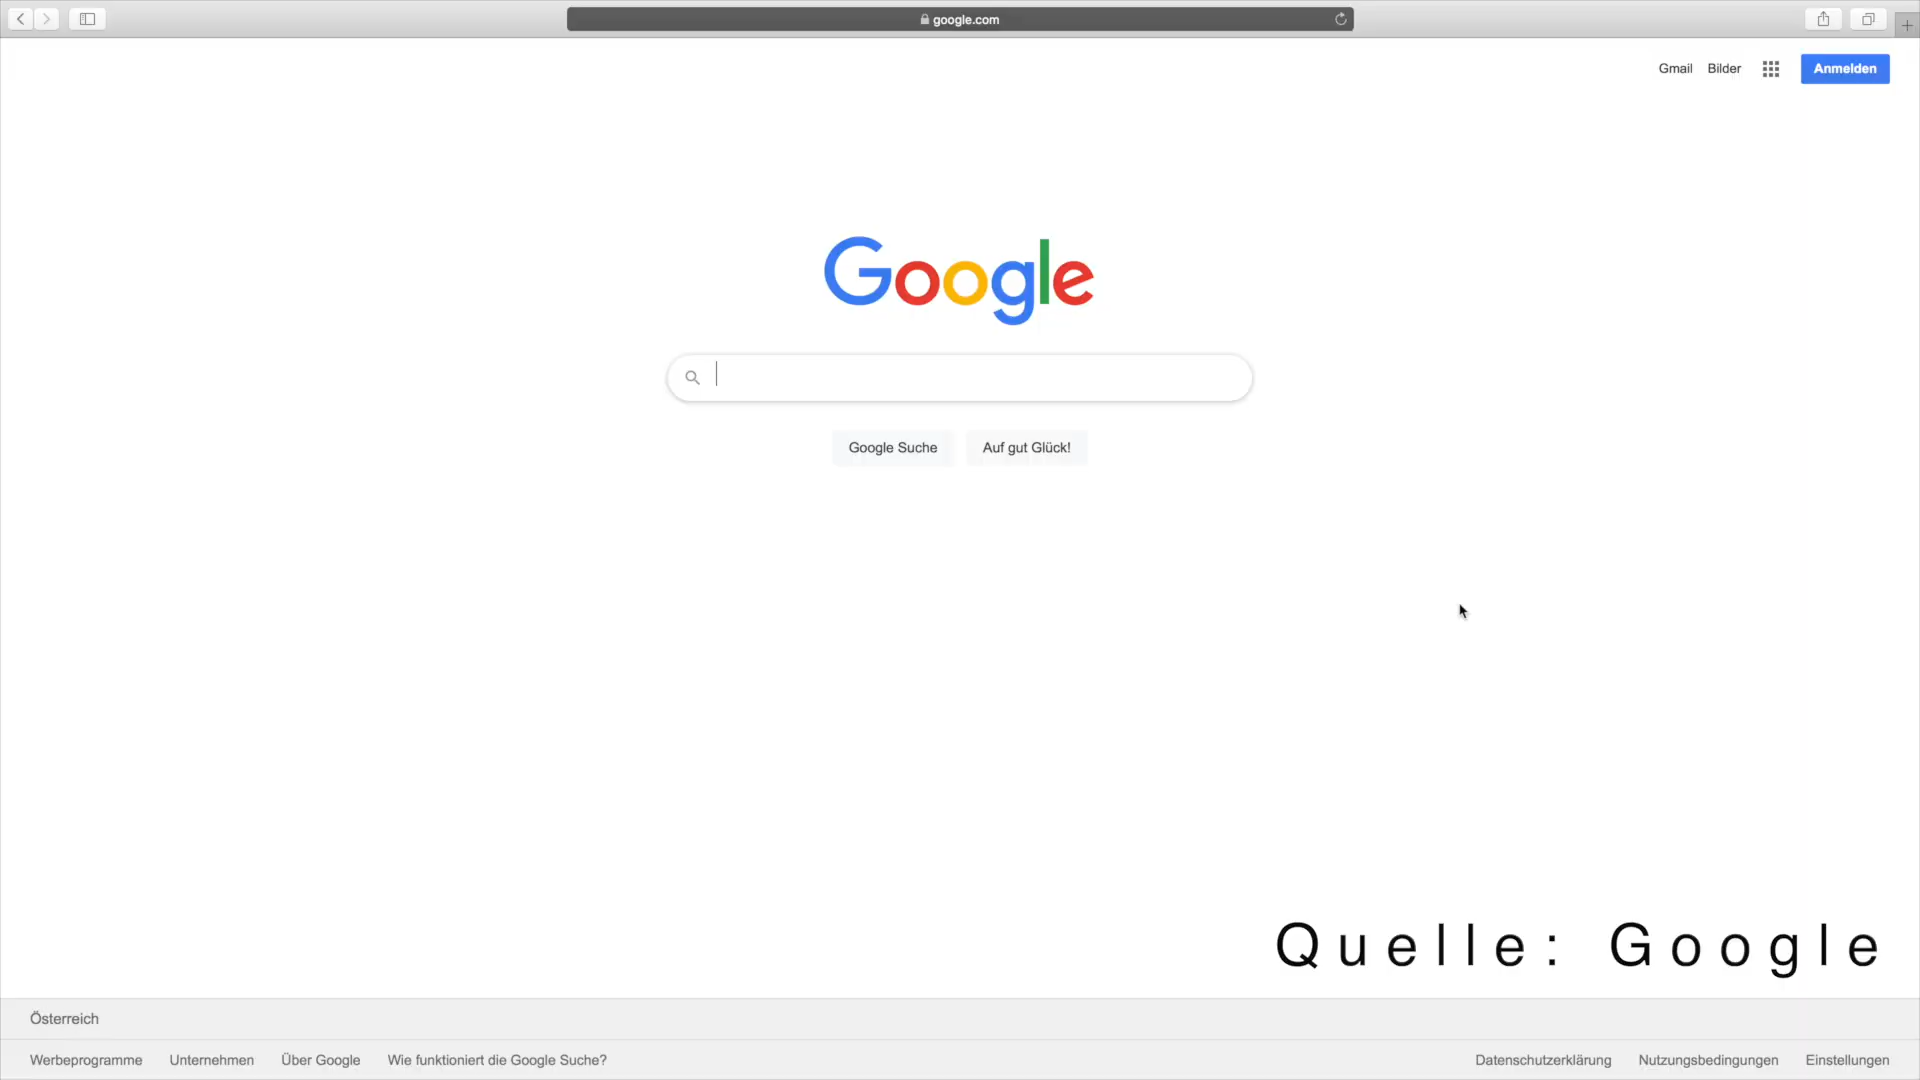 google.com
Gmail Bilder Anmelden
Google
Google Suche Auf gut Glück!
Quelle: Google
Österreich
Werbeprogramme Unternehmen Über Google Wie funktioniert die Google Suche? Datenschutzerklärung Nutzungsbedingungen Einstellungen